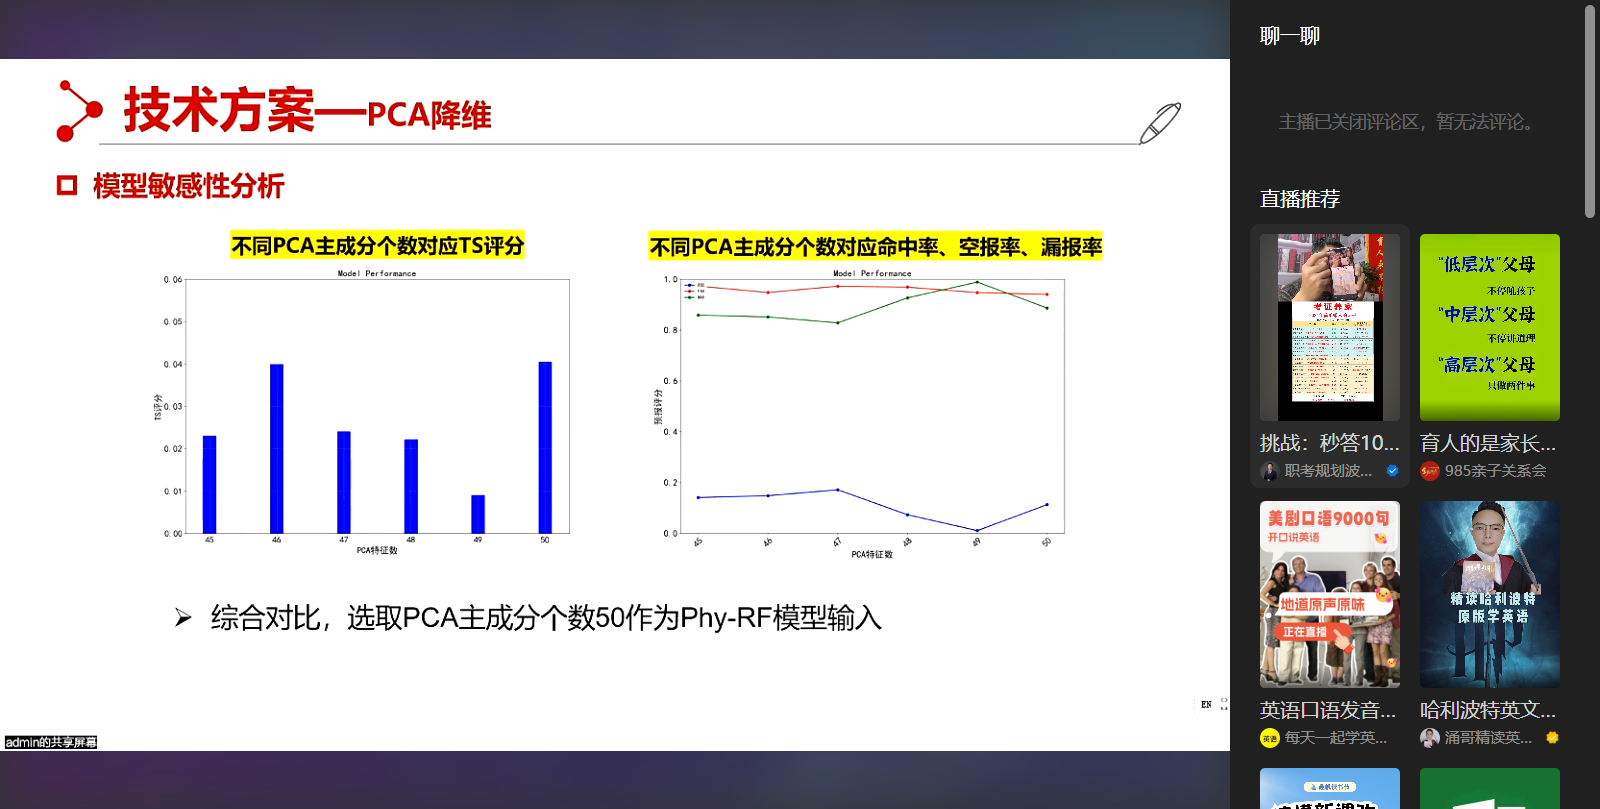 技术方案—PCA降维
模型敏感性分析
不同PCA主成分个数对应TS评分
Model Performance
0.06
0.05
0.04
0.03
0.02
0.01
0.00
TS评分
45 46 47 48 49 50
PCA特征数
不同PCA主成分个数对应命中率、空报率、漏报率
Model Performance
1.0
0.8
0.6
0.4
0.2
0.0
预报评分
45 46 47 48 49 50
PCA特征数
综合对比，选取PCA主成分个数50作为Phy-RF模型输入
EN
admin的共享屏幕
聊一聊
主播已关闭评论区，暂无法评论。
直播推荐
挑战：秒答10...
职考规划波...
“低层次”父母
不停吼孩子
“中层次”父母
不停讲道理
“高层次”父母
只做两件事
育人的是家长...
985亲子关系会
美剧口语9000句
开口说英语
地道原声原味
正在直播
英语口语发音...
英语
每天一起学英...
精读哈利波特
原版学英语
哈利波特英文...
涌哥精读英...